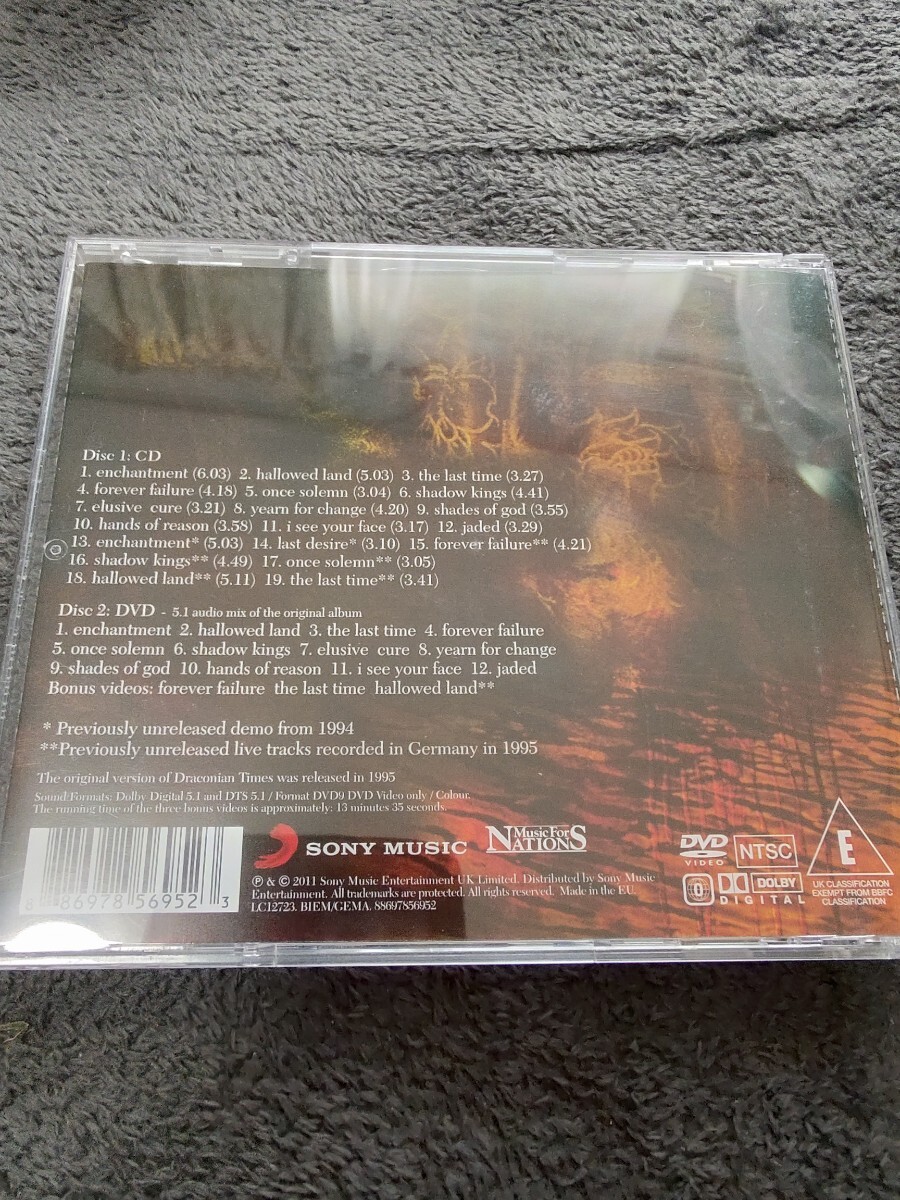 Disc 1: CD
1. enchantment (6.03) 2. hallowed land (5.03) 3. the last time (3.27)
4. forever failure (4.18) 5. once solemn (3.04) 6. shadow kings (4.41)
7. elusive cure (3.21) 8. yearn for change (4.20) 9. shades of god (3.55)
10. hands of reason (3.58) 11. i see your face (3.17) 12. jaded (3.29)
13. enchantment* (5.03) 14. last desire* (3.10) 15. forever failure** (4.21)
16. shadow kings** (4.49) 17. once solemn** (3.05)
18. hallowed land** (5.11) 19. the last time** (3.41)
Disc 2: DVD - 5.1 audio mix of the original album
1. enchantment 2. hallowed land 3. the last time 4. forever failure
5. once solemn 6. shadow kings 7. elusive cure 8. yearn for change
9. shades of god 10. hands of reason 11. i see your face 12. jaded
Bonus videos: forever failure the last time hallowed land**
* Previously unreleased demo from 1994
**Previously unreleased live tracks recorded in Germany in 1995
The original version of Draconian Times was released in 1995
Sound Formats: Dolby Digital 5.1 and DTS 5.1 / Format DVD9 DVD Video only / Colour.
The running time of the three bonus videos is approximately: 13 minutes 35 seconds.
8 86978 56952 3
SONY MUSIC
Music For Nations
℗ & © 2011 Sony Music Entertainment UK Limited. Distributed by Sony Music
Entertainment. All trademarks are protected. All rights reserved. Made in the EU.
LC12723. BIEM/GEMA. 88697856952
DVD VIDEO
NTSC
0
DOLBY DIGITAL
E
UK CLASSIFICATION
EXEMPT FROM BBFC
CLASSIFICATION